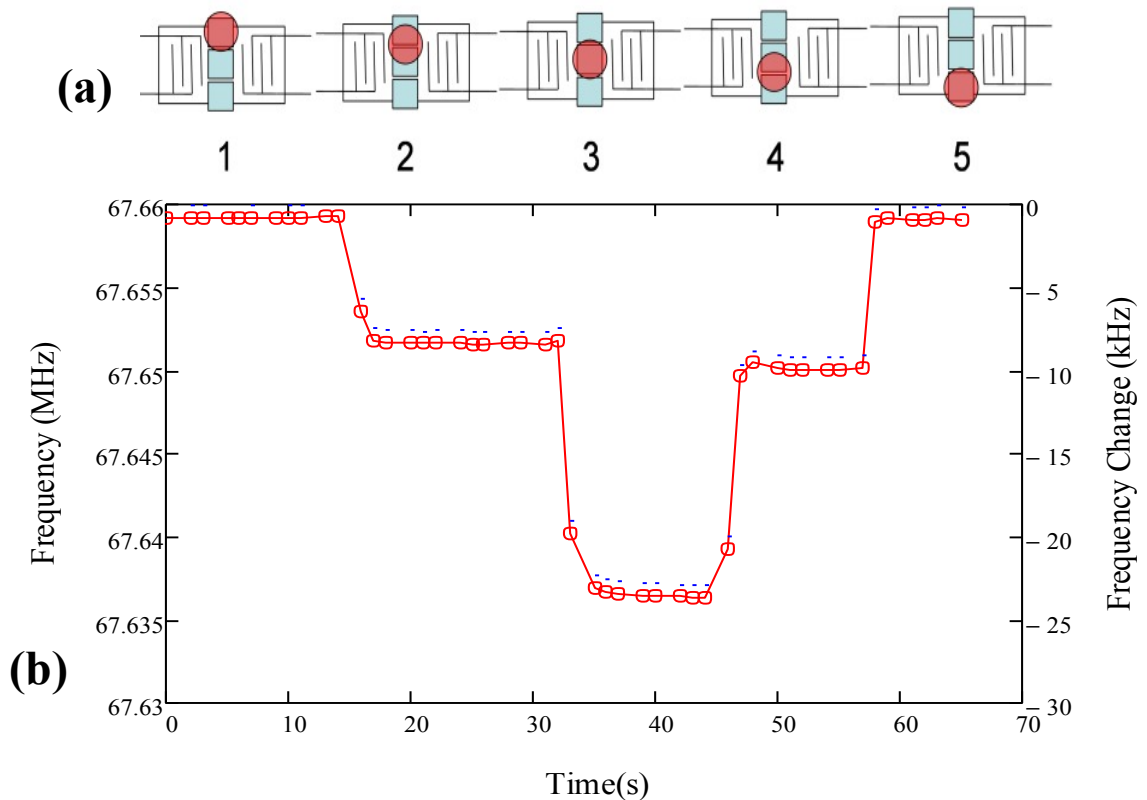 (a)
1 2 3 4 5
67.66
67.655
67.65
67.645
67.64
67.635
67.63
Frequency (MHz)
0
– 5
– 10
– 15
– 20
– 25
– 30
Frequency Change (kHz)
(b)
0 10 20 30 40 50 60 70
Time(s)